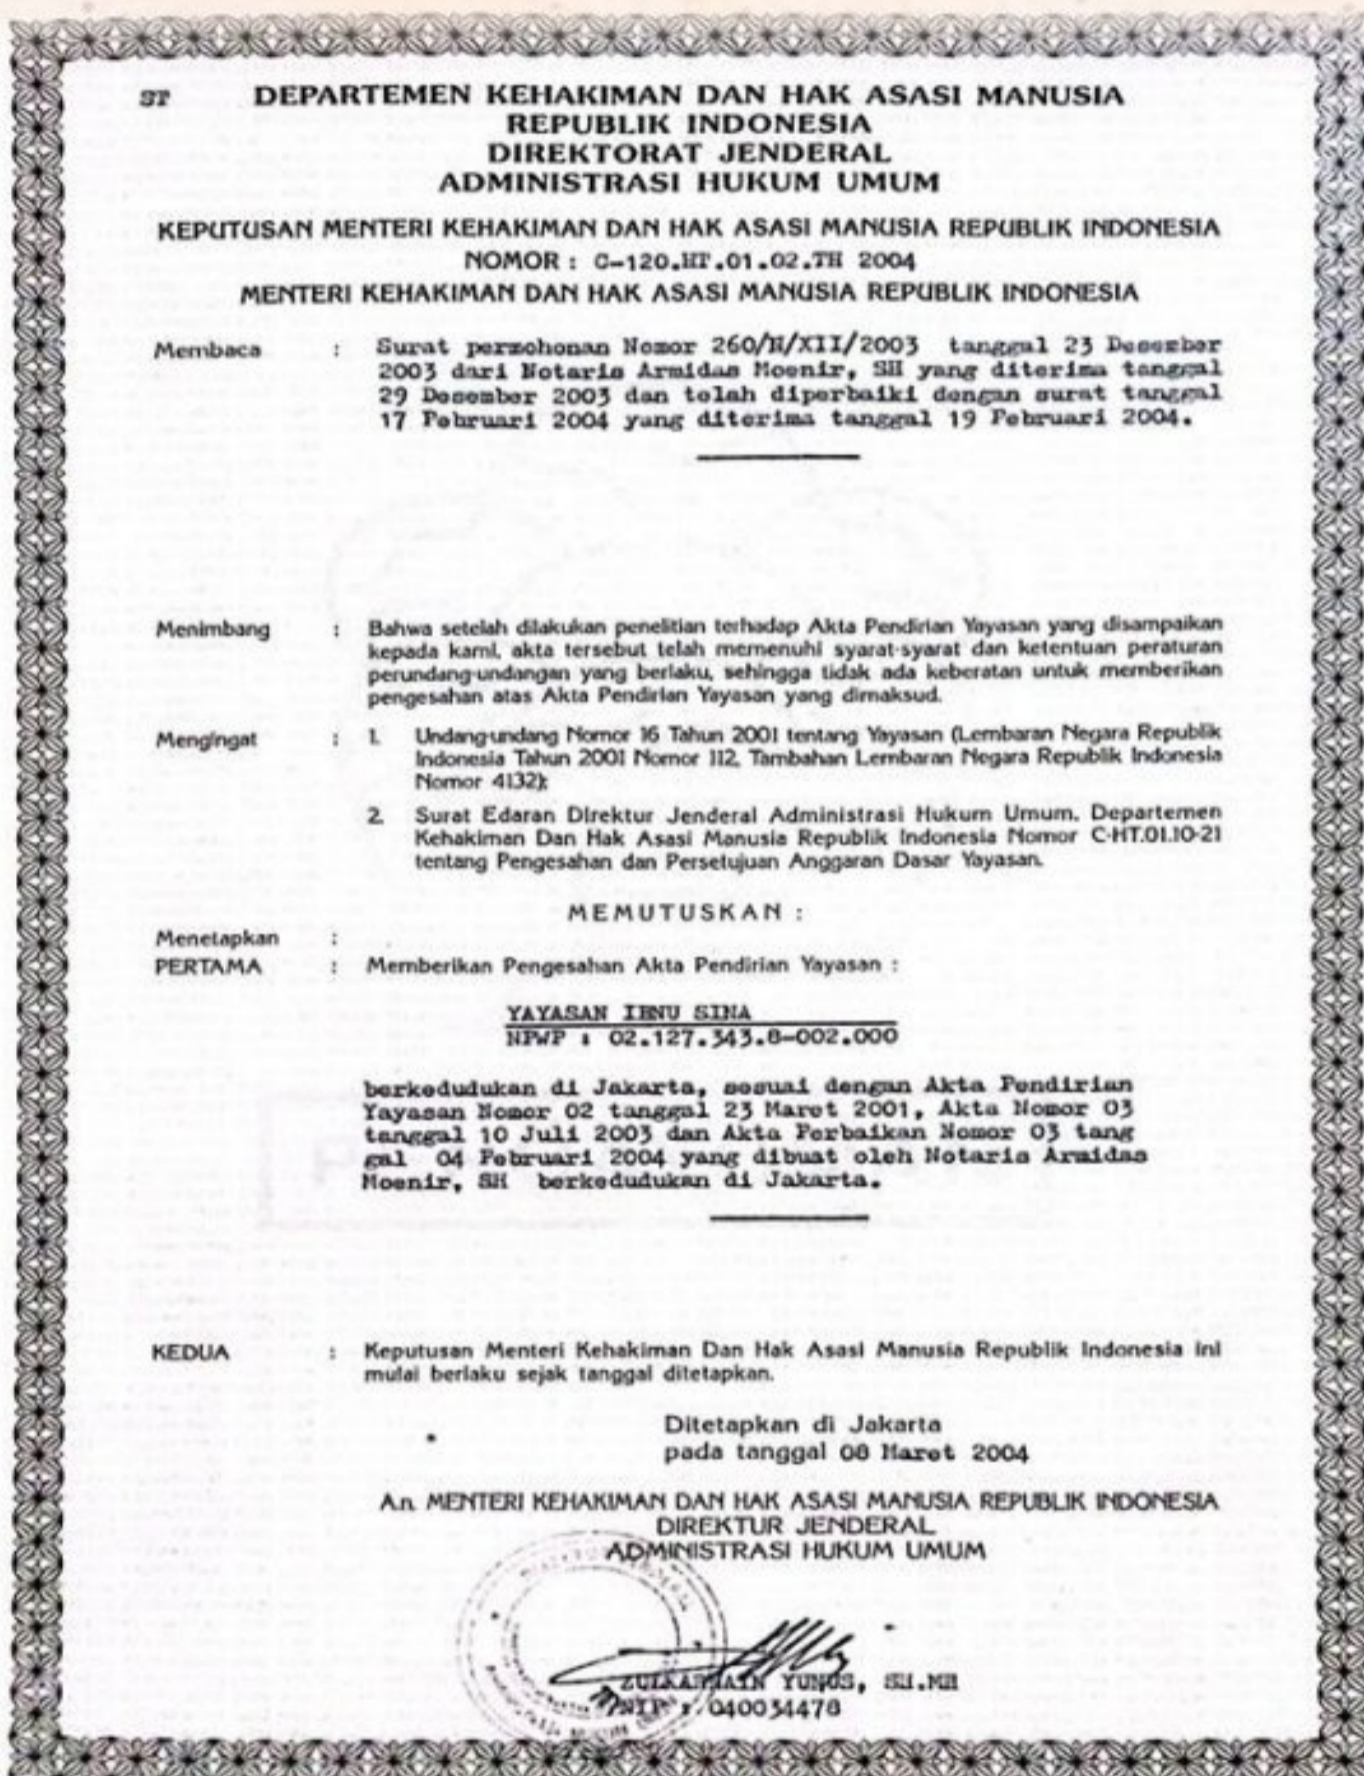 ST DEPARTEMEN KEHAKIMAN DAN HAK ASASI MANUSIA
REPUBLIK INDONESIA
DIREKTORAT JENDERAL
ADMINISTRASI HUKUM UMUM
KEPUTUSAN MENTERI KEHAKIMAN DAN HAK ASASI MANUSIA REPUBLIK INDONESIA
NOMOR : C-120.HT.01.02.TH 2004
MENTERI KEHAKIMAN DAN HAK ASASI MANUSIA REPUBLIK INDONESIA
Membaca : Surat permohonan Nomor 260/N/XII/2003 tanggal 23 Desember
2003 dari Notaris Armidas Moenir, SH yang diterima tanggal
29 Desember 2003 dan telah diperbaiki dengan surat tanggal
17 Februari 2004 yang diterima tanggal 19 Februari 2004.
Menimbang : Bahwa setelah dilakukan penelitian terhadap Akta Pendirian Yayasan yang disampaikan
kepada kami, akta tersebut telah memenuhi syarat-syarat dan ketentuan peraturan
perundang-undangan yang berlaku, sehingga tidak ada keberatan untuk memberikan
pengesahan atas Akta Pendirian Yayasan yang dimaksud.
Mengingat : 1. Undang-undang Nomor 16 Tahun 2001 tentang Yayasan (Lembaran Negara Republik
Indonesia Tahun 2001 Nomor 112, Tambahan Lembaran Negara Republik Indonesia
Nomor 4132);
2. Surat Edaran Direktur Jenderal Administrasi Hukum Umum, Departemen
Kehakiman Dan Hak Asasi Manusia Republik Indonesia Nomor C-HT.01.10-21
tentang Pengesahan dan Persetujuan Anggaran Dasar Yayasan.
MEMUTUSKAN :
Menetapkan :
PERTAMA : Memberikan Pengesahan Akta Pendirian Yayasan :
YAYASAN IBNU SINA
NPWP : 02.127.343.8-002.000
berkedudukan di Jakarta, sesuai dengan Akta Pendirian
Yayasan Nomor 02 tanggal 23 Maret 2001, Akta Nomor 03
tanggal 10 Juli 2003 dan Akta Perbaikan Nomor 03 tang
gal 04 Februari 2004 yang dibuat oleh Notaris Armidas
Moenir, SH berkedudukan di Jakarta.
KEDUA : Keputusan Menteri Kehakiman Dan Hak Asasi Manusia Republik Indonesia ini
mulai berlaku sejak tanggal ditetapkan.
Ditetapkan di Jakarta
pada tanggal 08 Maret 2004
A.n. MENTERI KEHAKIMAN DAN HAK ASASI MANUSIA REPUBLIK INDONESIA
DIREKTUR JENDERAL
ADMINISTRASI HUKUM UMUM
ZULKARNAIN YUNUS, SH.MH
NIP : 040034478